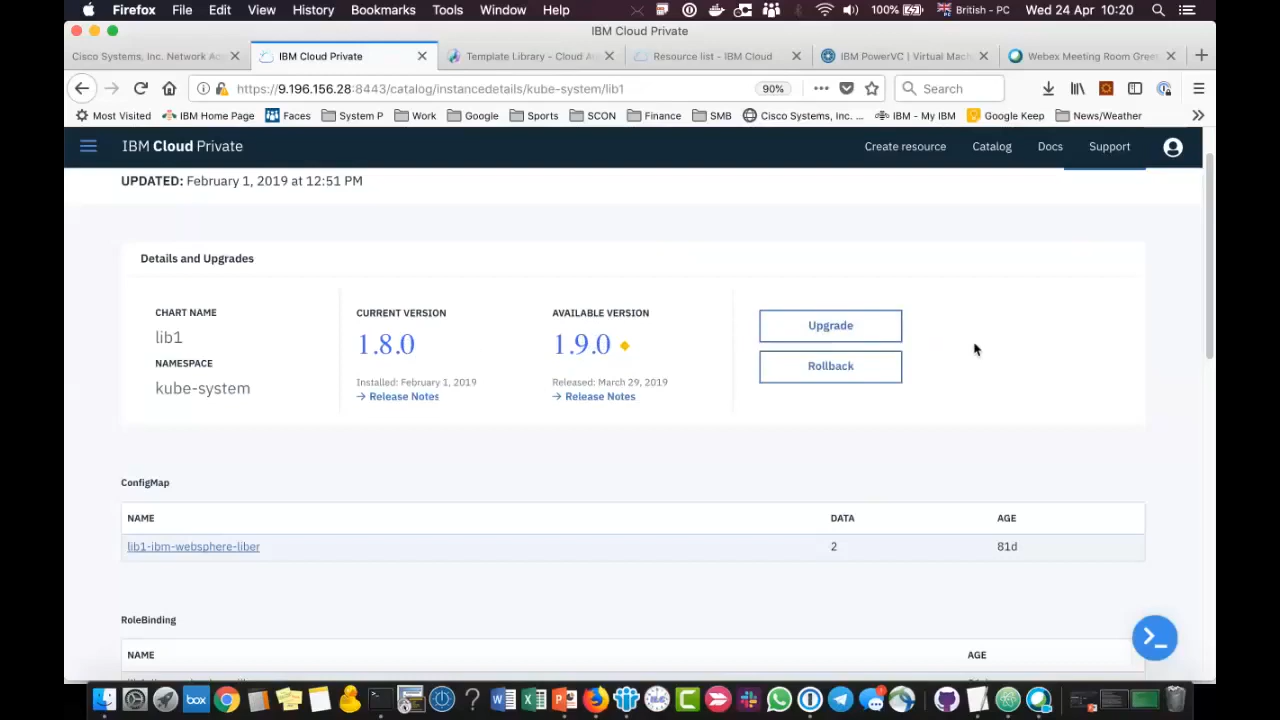 Firefox File Edit View History Bookmarks Tools Window Help 100% British - PC Wed 24 Apr 10:20
IBM Cloud Private
Cisco Systems, Inc. Network Ac IBM Cloud Private Template Library - Cloud A Resource list - IBM Cloud IBM PowerVC | Virtual Mach Webex Meeting Room Green
https://9.196.156.28:8443/catalog/instancedetails/kube-system/lib1 90% Search
Most Visited IBM Home Page Faces System P Work Google Sports SCON Finance SMB Cisco Systems, Inc. ... IBM - My IBM Google Keep News/Weather
IBM Cloud Private Create resource Catalog Docs Support
UPDATED: February 1, 2019 at 12:51 PM
Details and Upgrades
CHART NAME
lib1
NAMESPACE
kube-system
CURRENT VERSION
1.8.0
Installed: February 1, 2019
→ Release Notes
AVAILABLE VERSION
1.9.0
Released: March 29, 2019
→ Release Notes
Upgrade
Rollback
ConfigMap
NAME DATA AGE
lib1-ibm-websphere-liber 2 81d
RoleBinding
NAME AGE
box